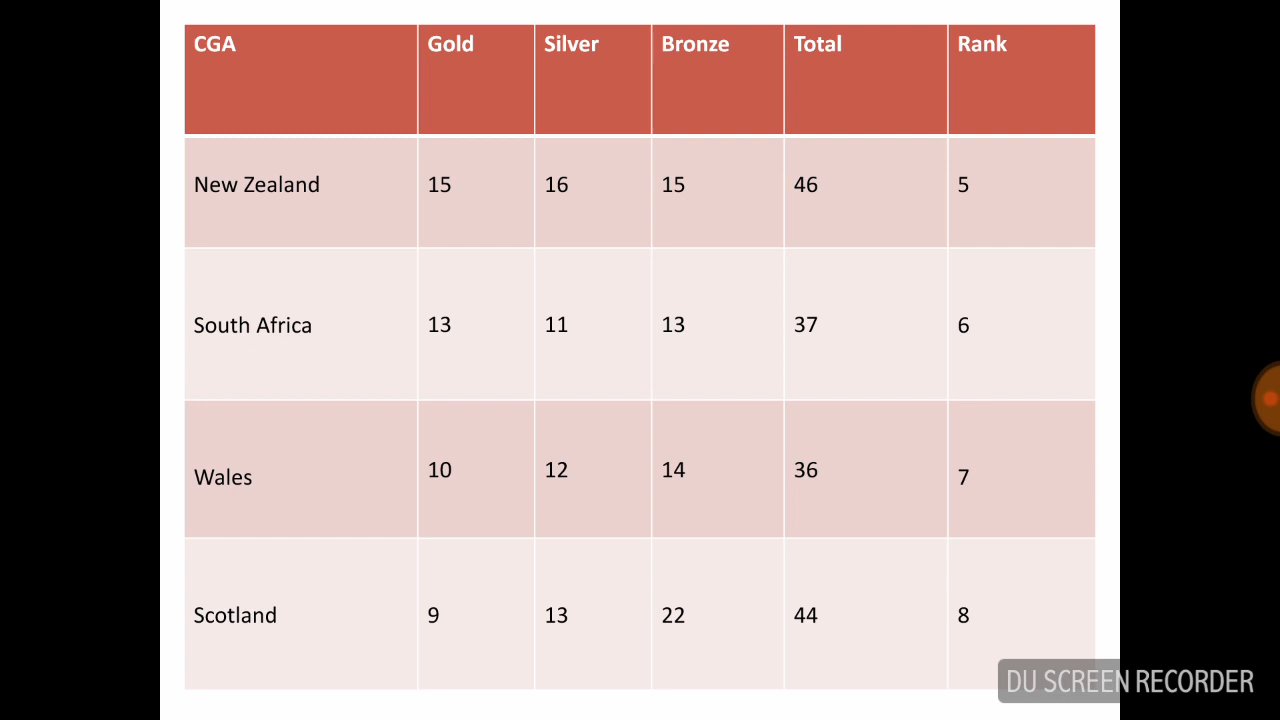 CGA Gold Silver Bronze Total Rank
New Zealand 15 16 15 46 5
South Africa 13 11 13 37 6
Wales 10 12 14 36 7
Scotland 9 13 22 44 8
DU SCREEN RECORDER